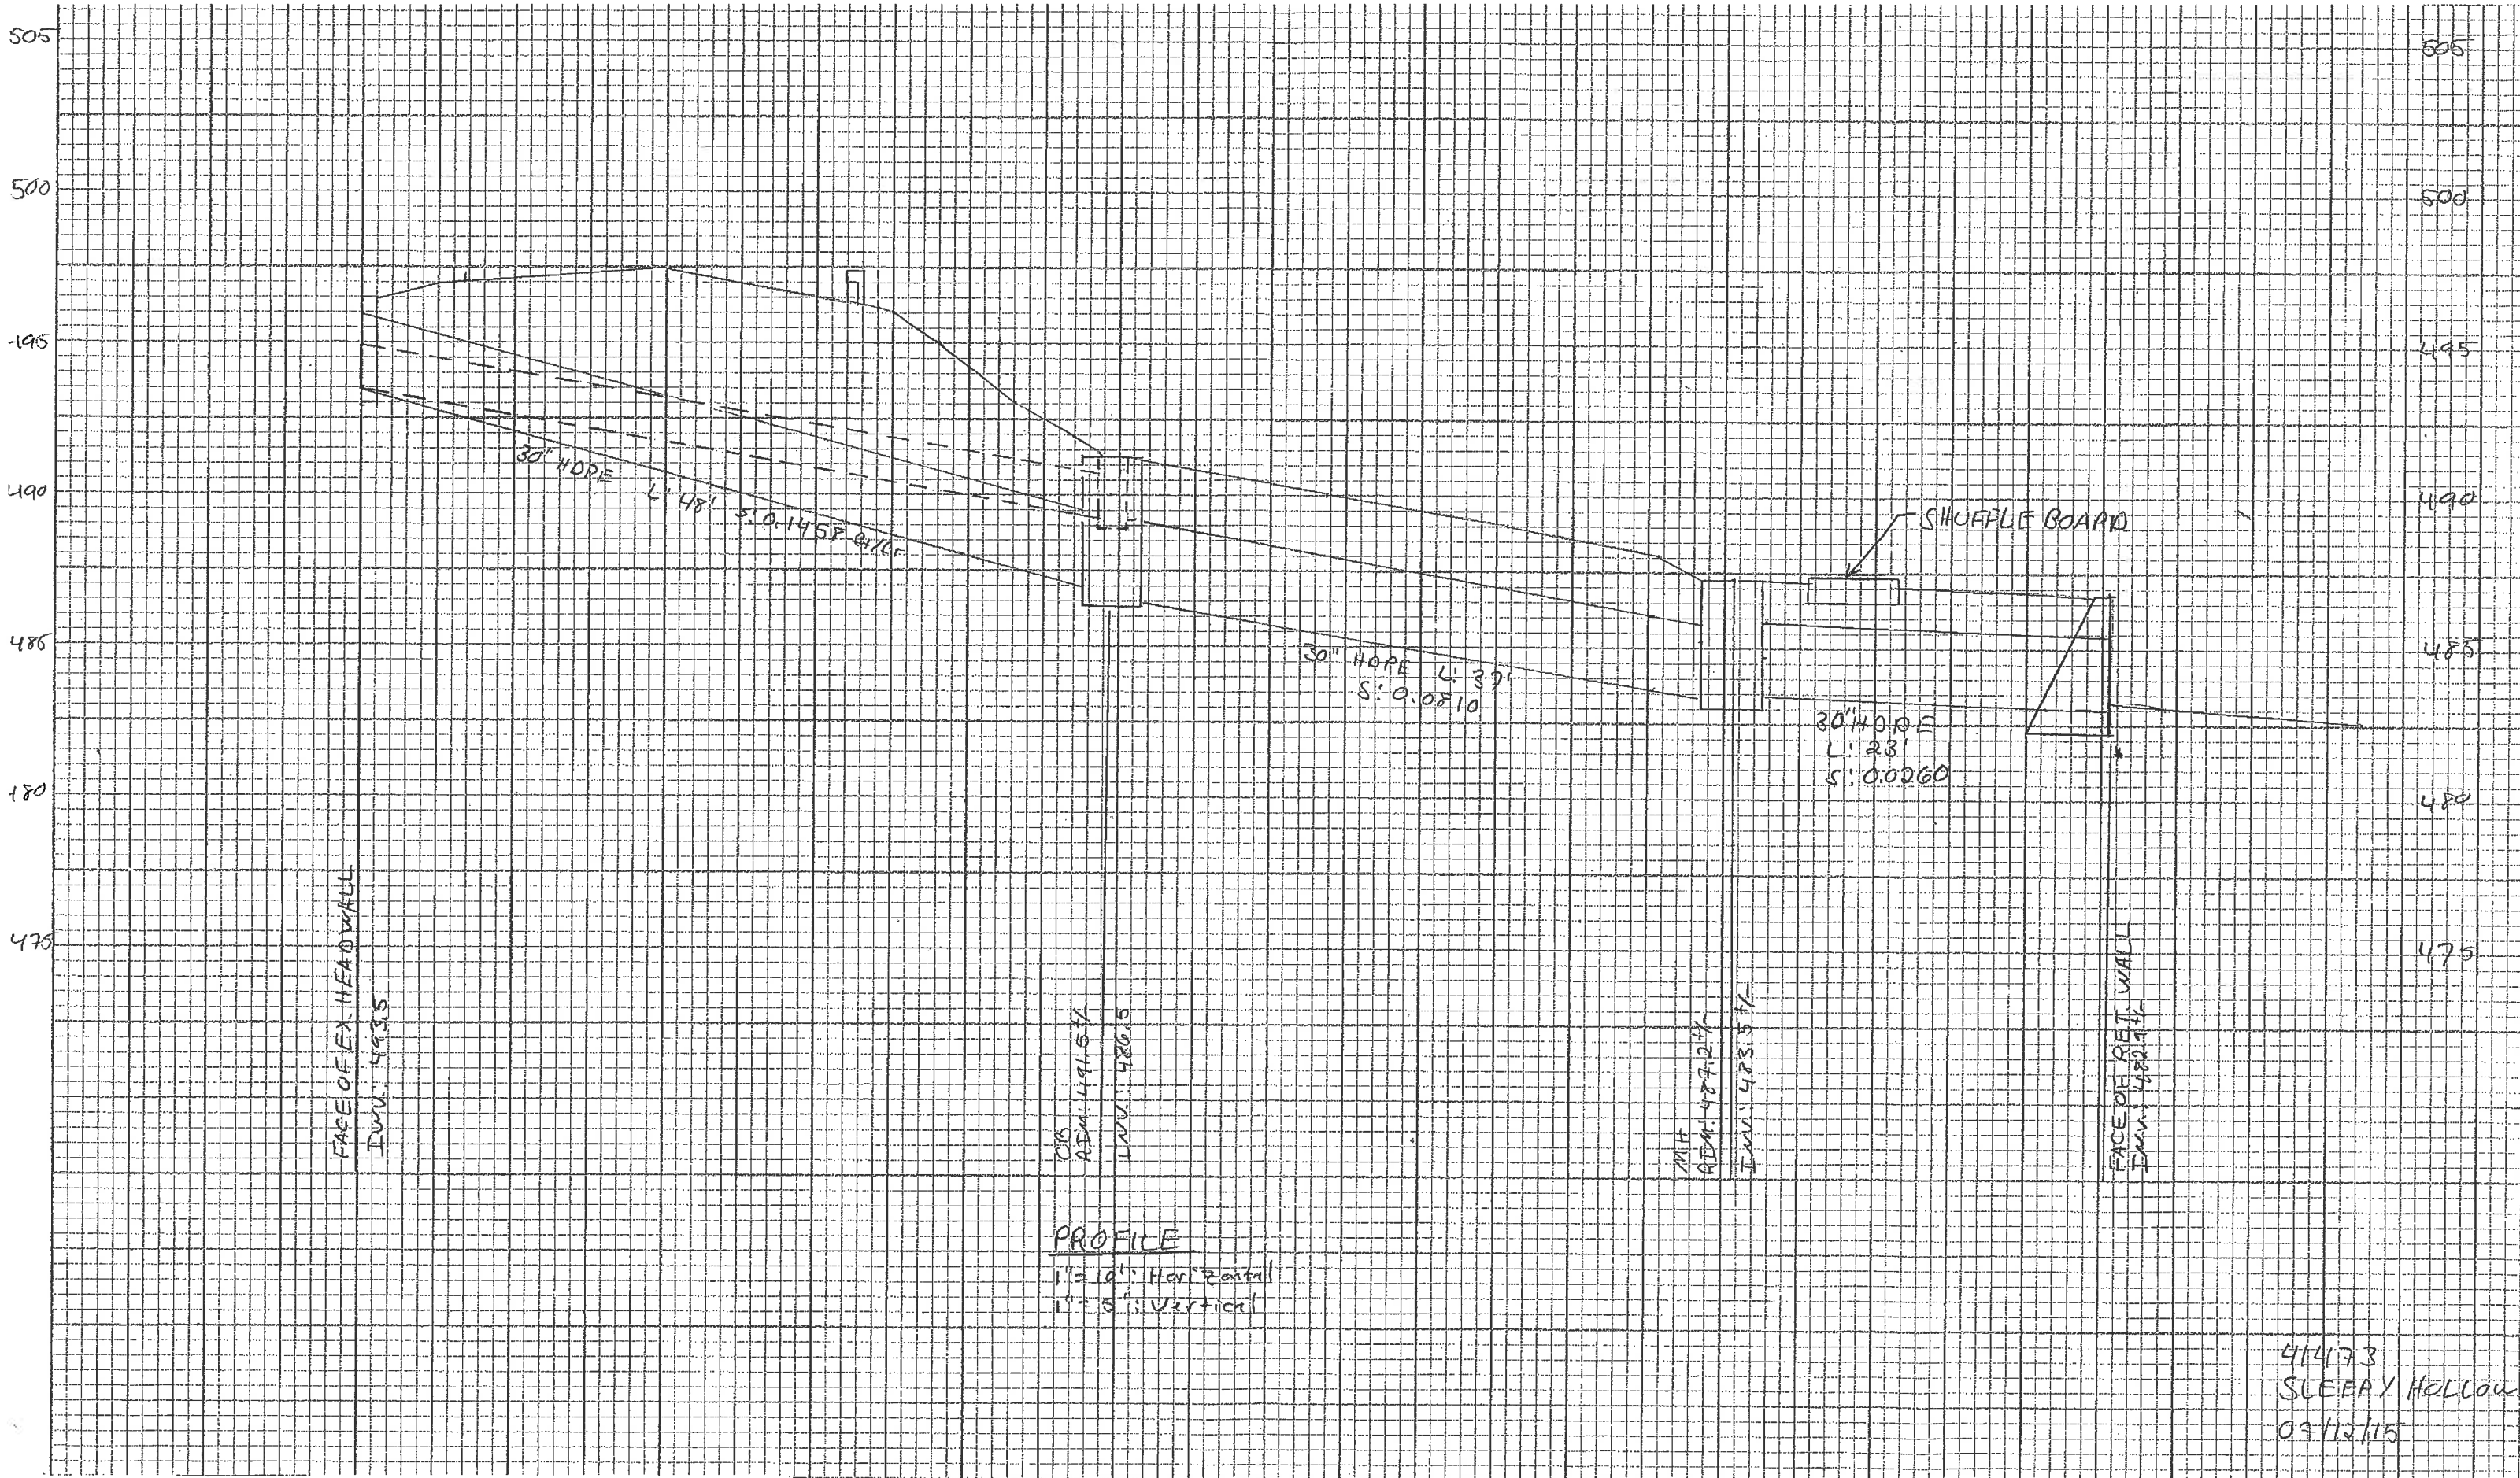 505
500
495
490
485
480
475
505
500
495
490
485
480
475
30" HDPE L: 48' S: 0.1458 ft/ft
SHUFFLE BOARD
30" HDPE L: 37'
S: 0.0810
30" HDPE
L: 23'
S: 0.0260
FACE OF EX. HEADWALL
INV.: 493.5
CB
RIM: 491.5+/-
INV.: 486.5
MH
RIM: 487.2+/-
INV.: 483.5+/-
FACE OF RET. WALL
INV.: 482.9+/-
PROFILE
1"=10': Horizontal
1"=5': Vertical
41473
SLEEPY HOLLOW